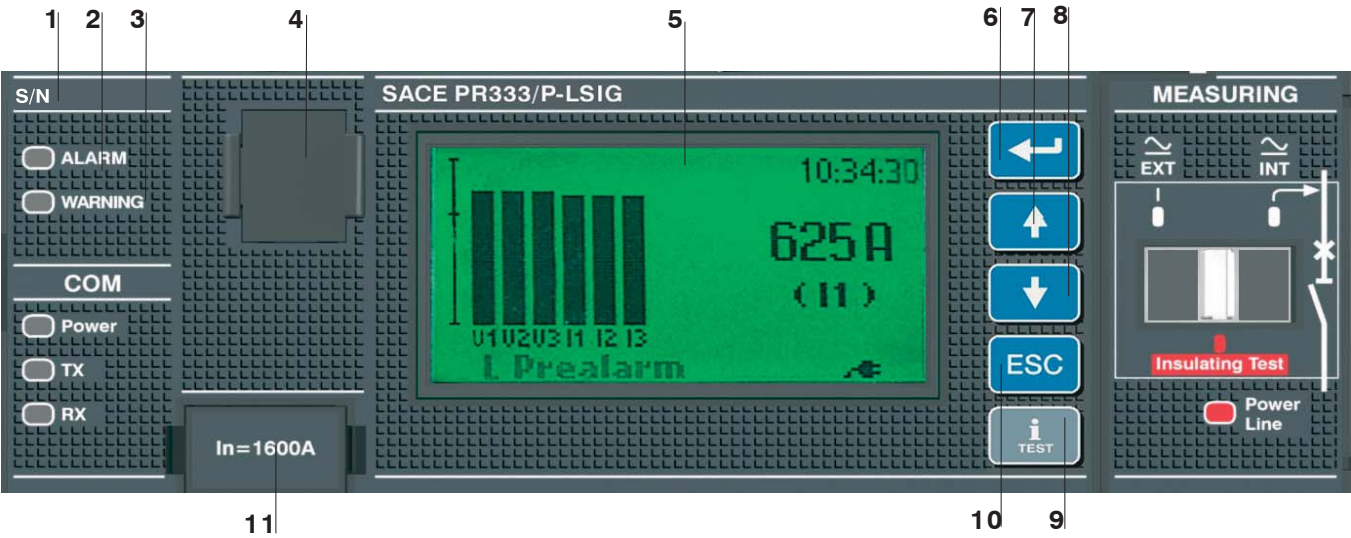 1 2 3 4 5 6 7 8
S/N
SACE PR333/P-LSIG
MEASURING
ALARM
WARNING
10:34:30
625A
(I1)
V1 V2 V3 I1 I2 I3
L Prealarm
COM
Power
TX
RX
In=1600A
ESC
i
TEST
EXT INT
Insulating Test
Power
Line
11 10 9